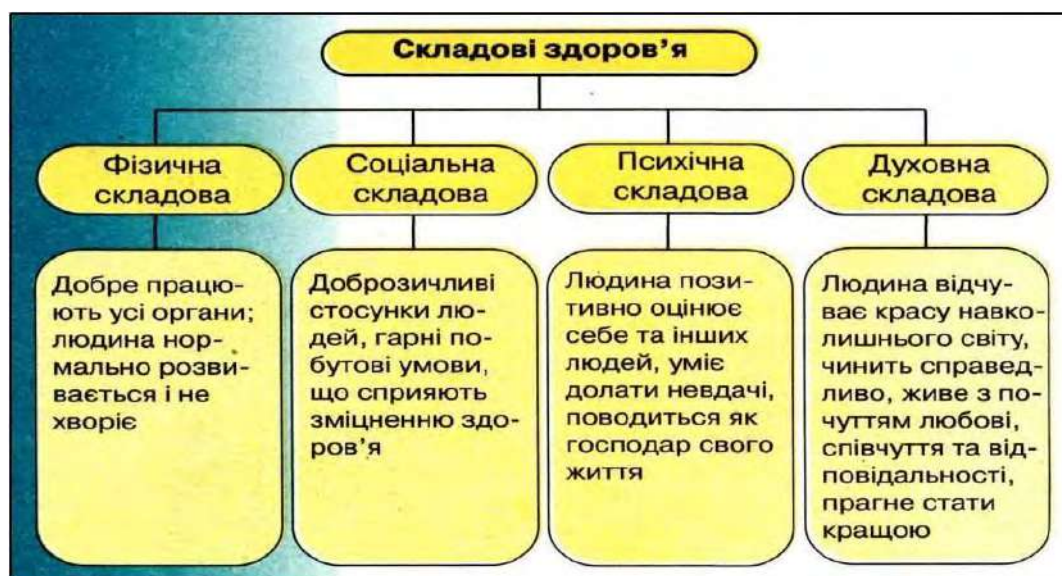 Складові здоров’я
Фізична
складова
Соціальна
складова
Психічна
складова
Духовна
складова
Добре працю-
ють усі органи;
людина нор-
мально розви-
вається і не
хворіє
Доброзичливі
стосунки лю-
дей, гарні по-
бутові умови,
що сприяють
зміцненню здо-
ров’я
Людина пози-
тивно оцінює
себе та інших
людей, уміє
долати невдачі,
поводиться як
господар свого
життя
Людина відчу-
ває красу навко-
лишнього світу,
чинить справед-
ливо, живе з по-
чуттям любові,
співчуття та від-
повідальності,
прагне стати
кращою